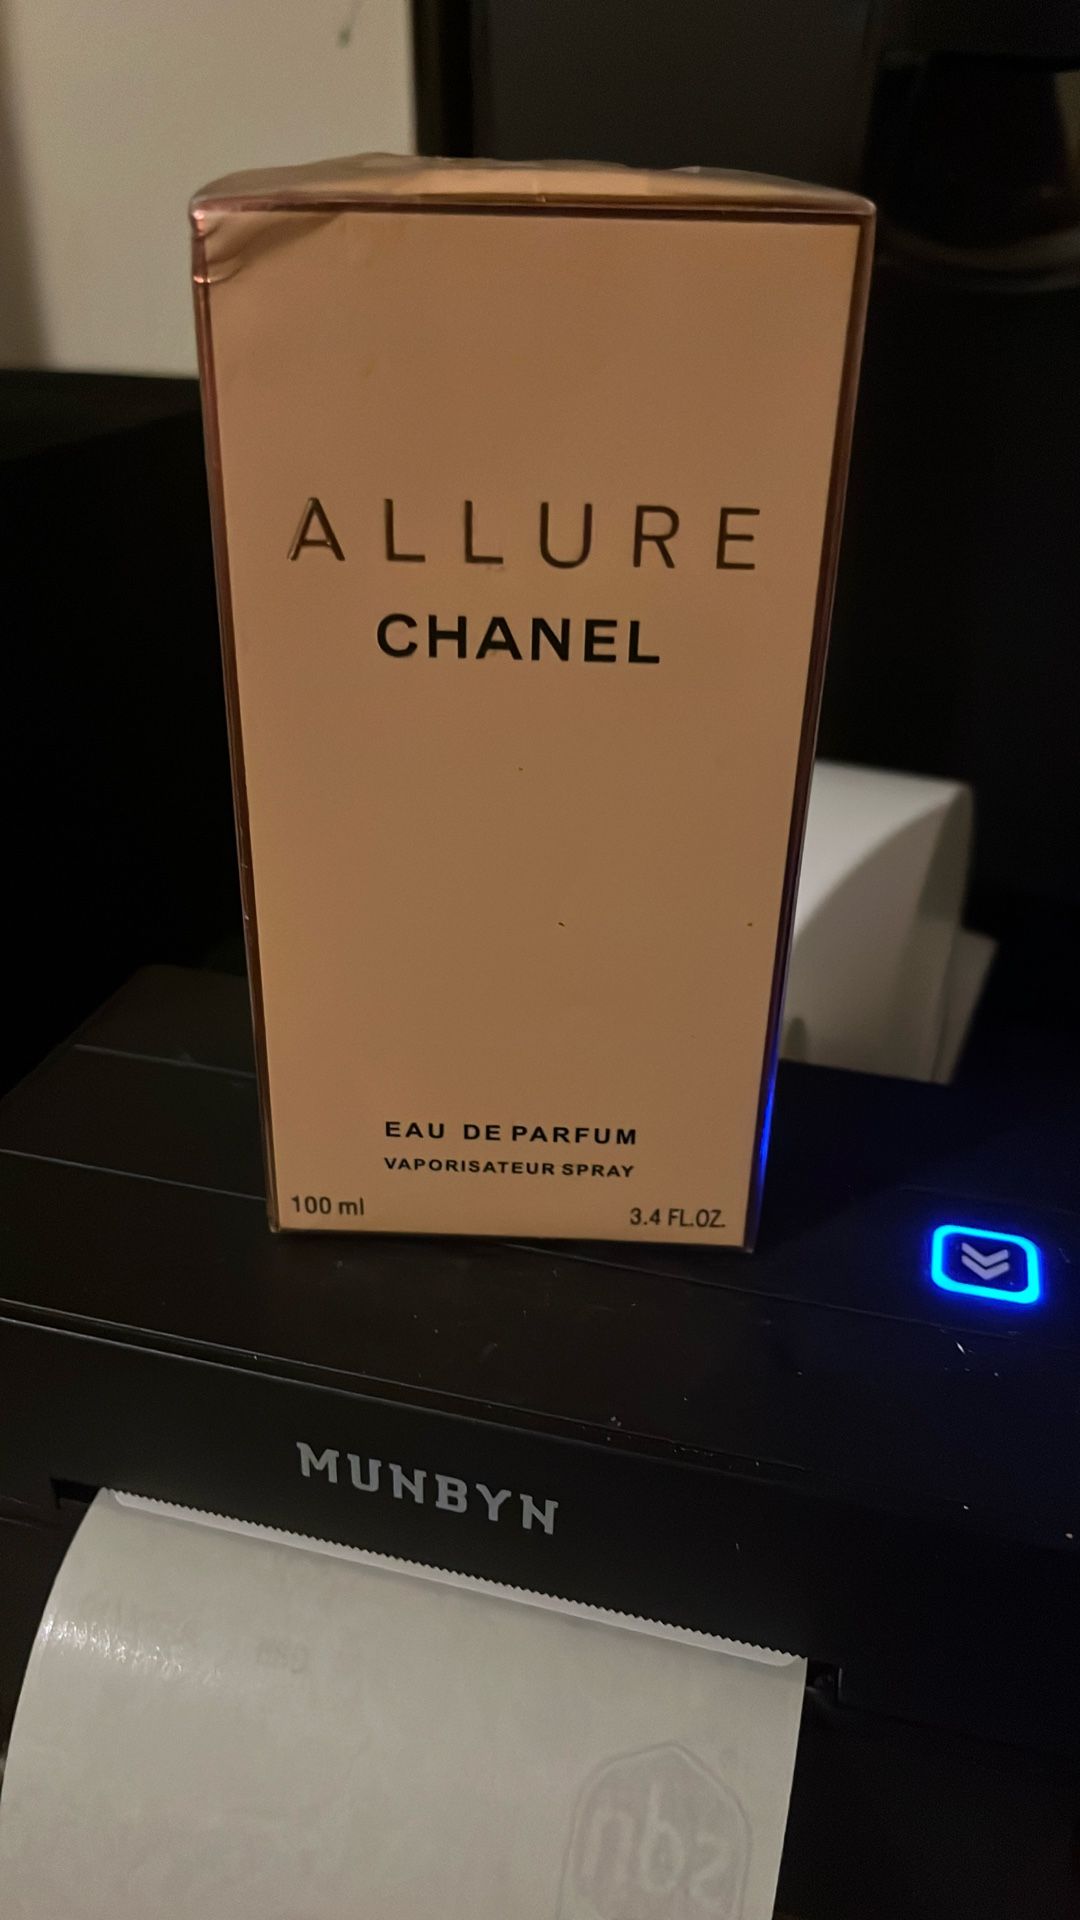 ALLURE
CHANEL
EAU DE PARFUM
VAPORISATEUR SPRAY
100 ml
3.4 FL.OZ.
MUNBYN